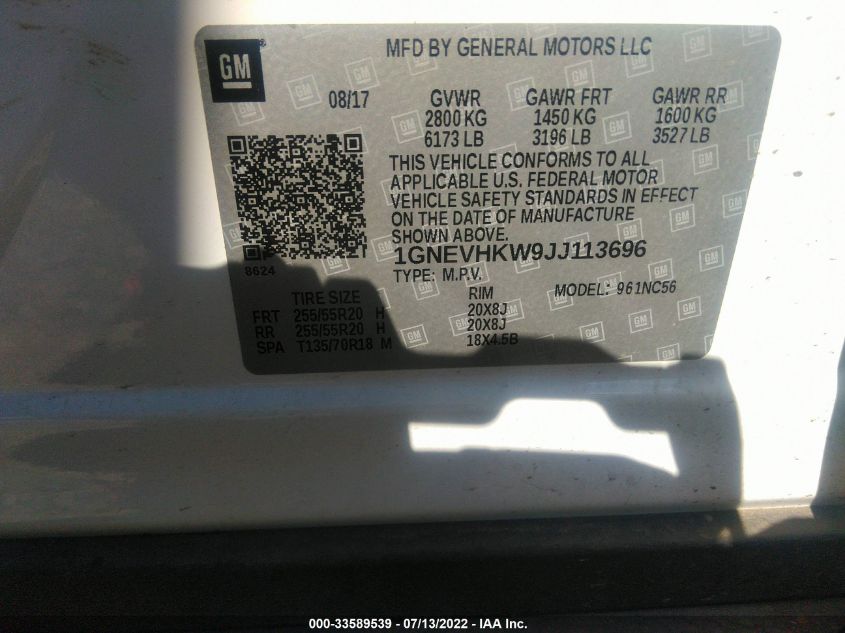 GM
MFD BY GENERAL MOTORS LLC
08/17 GVWR GAWR FRT GAWR RR
2800 KG 1450 KG 1600 KG
6173 LB 3196 LB 3527 LB
THIS VEHICLE CONFORMS TO ALL
APPLICABLE U.S. FEDERAL MOTOR
VEHICLE SAFETY STANDARDS IN EFFECT
ON THE DATE OF MANUFACTURE
SHOWN ABOVE.
1GNEVHKW9JJ113696
8624
TYPE: M.P.V. MODEL: 961NC56
TIRE SIZE RIM
FRT 255/55R20 H 20X8J
RR 255/55R20 H 20X8J
SPA T135/70R18 M 18X4.5B
000-33589539 - 07/13/2022 - IAA Inc.